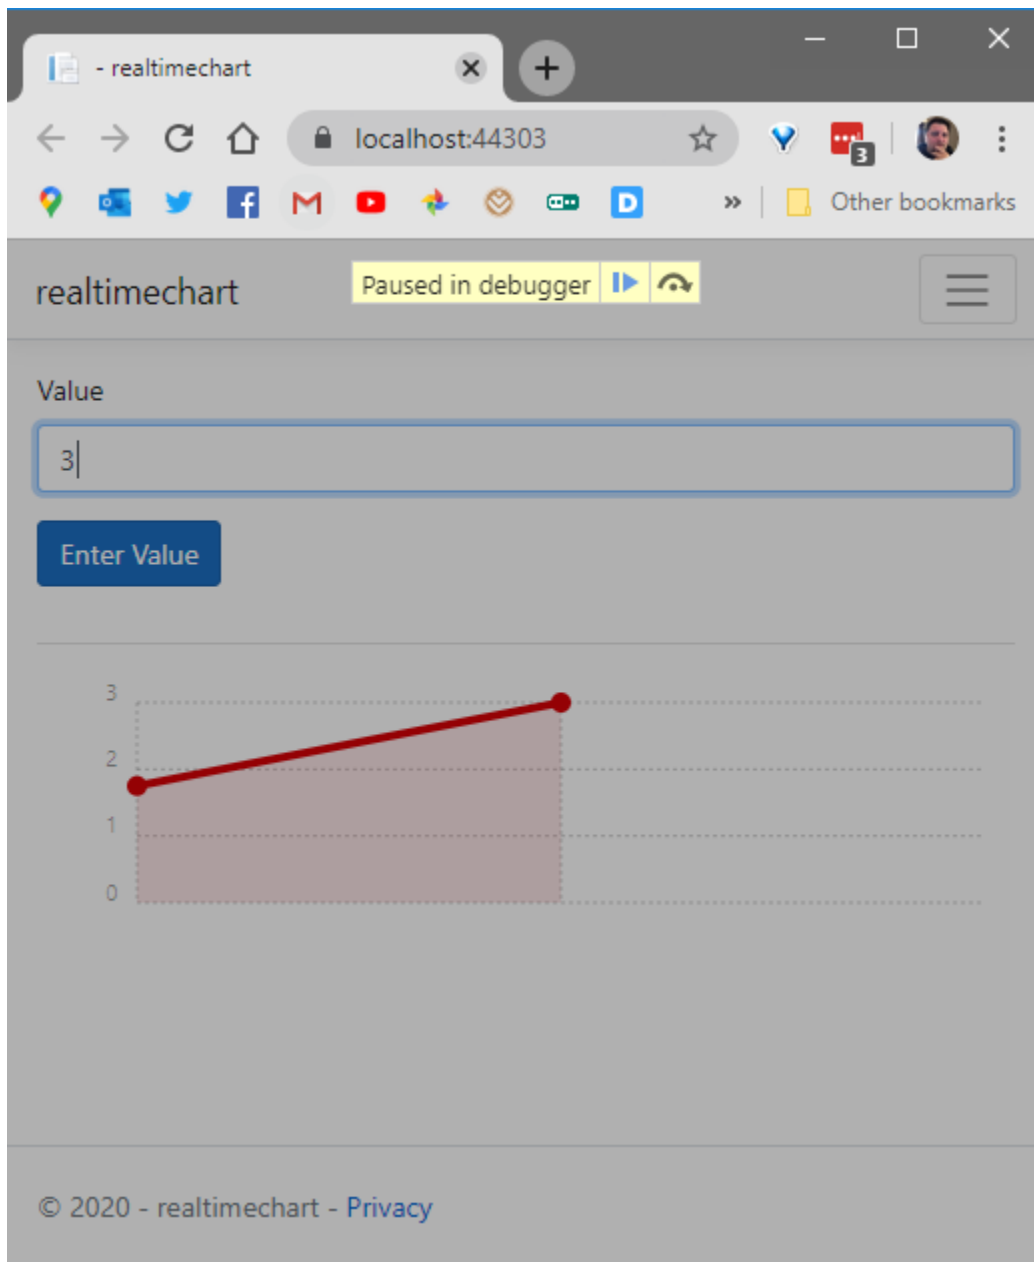 - realtimechart
localhost:44303
3
D
» Other bookmarks
realtimechart
Paused in debugger
Value
3
Enter Value
3
2
1
0
© 2020 - realtimechart - Privacy